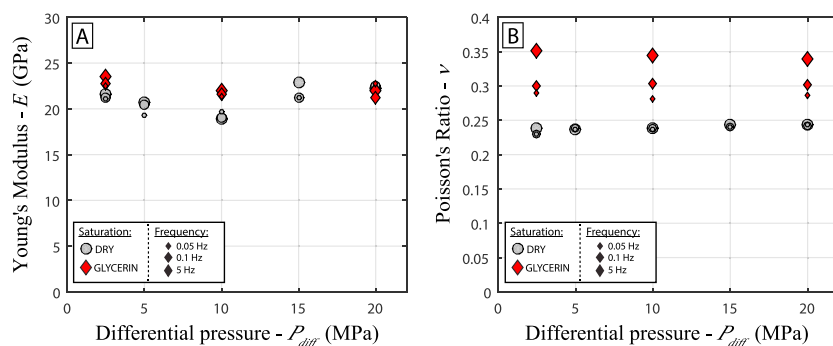 A
Young's Modulus - E (GPa)
30
25
20
15
10
5
0
Saturation: Frequency:
DRY
GLYCERIN
0.05 Hz
0.1 Hz
5 Hz
0 5 10 15 20
Differential pressure - P_diff (MPa)
B
Poisson's Ratio - ν
0.4
0.35
0.3
0.25
0.2
0.15
0.1
0.05
0
Saturation: Frequency:
DRY
GLYCERIN
0.05 Hz
0.1 Hz
5 Hz
0 5 10 15 20
Differential pressure - P_diff (MPa)